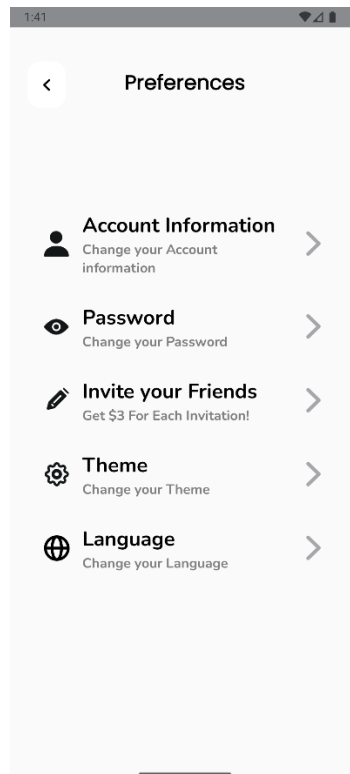 1:41
Preferences
Account Information
Change your Account
information
Password
Change your Password
Invite your Friends
Get $3 For Each Invitation!
Theme
Change your Theme
Language
Change your Language